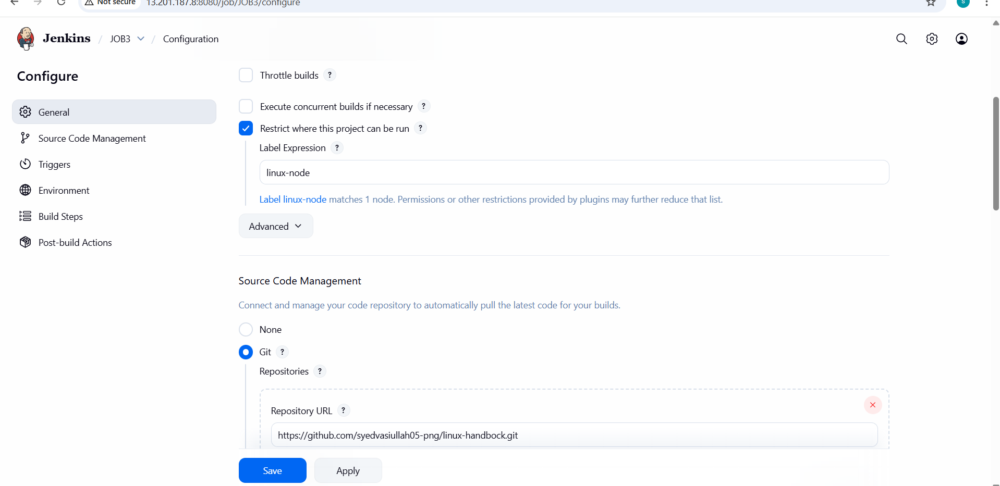 Not secure 13.201.187.8:8080/job/JOB3/configure
S
Jenkins / JOB3 / Configuration
Configure
General
Source Code Management
Triggers
Environment
Build Steps
Post-build Actions
Throttle builds ?
Execute concurrent builds if necessary ?
Restrict where this project can be run ?
Label Expression ?
linux-node
Label linux-node matches 1 node. Permissions or other restrictions provided by plugins may further reduce that list.
Advanced
Source Code Management
Connect and manage your code repository to automatically pull the latest code for your builds.
None
Git ?
Repositories ?
Repository URL ?
https://github.com/syedvasiullah05-png/linux-handbock.git
Save Apply